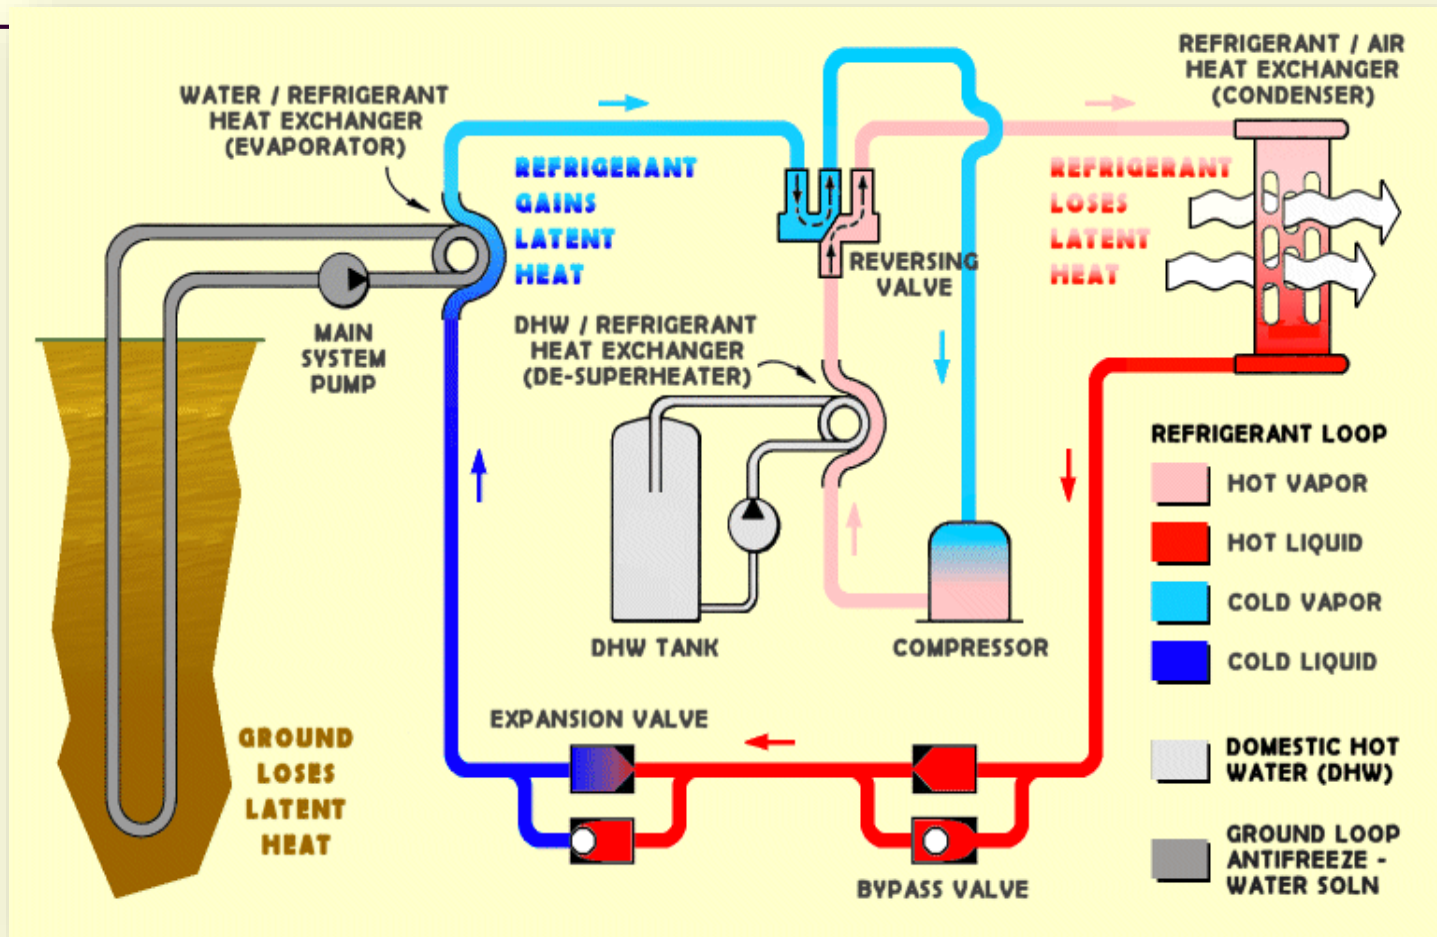 WATER / REFRIGERANT
HEAT EXCHANGER
(EVAPORATOR)
REFRIGERANT / AIR
HEAT EXCHANGER
(CONDENSER)
REFRIGERANT
GAINS
LATENT
HEAT
REFRIGERANT
LOSES
LATENT
HEAT
REVERSING
VALVE
MAIN
SYSTEM
PUMP
DHW / REFRIGERANT
HEAT EXCHANGER
(DE-SUPERHEATER)
DHW TANK
COMPRESSOR
EXPANSION VALVE
BYPASS VALVE
GROUND
LOSES
LATENT
HEAT
REFRIGERANT LOOP
HOT VAPOR
HOT LIQUID
COLD VAPOR
COLD LIQUID
DOMESTIC HOT
WATER (DHW)
GROUND LOOP
ANTIFREEZE -
WATER SOLN